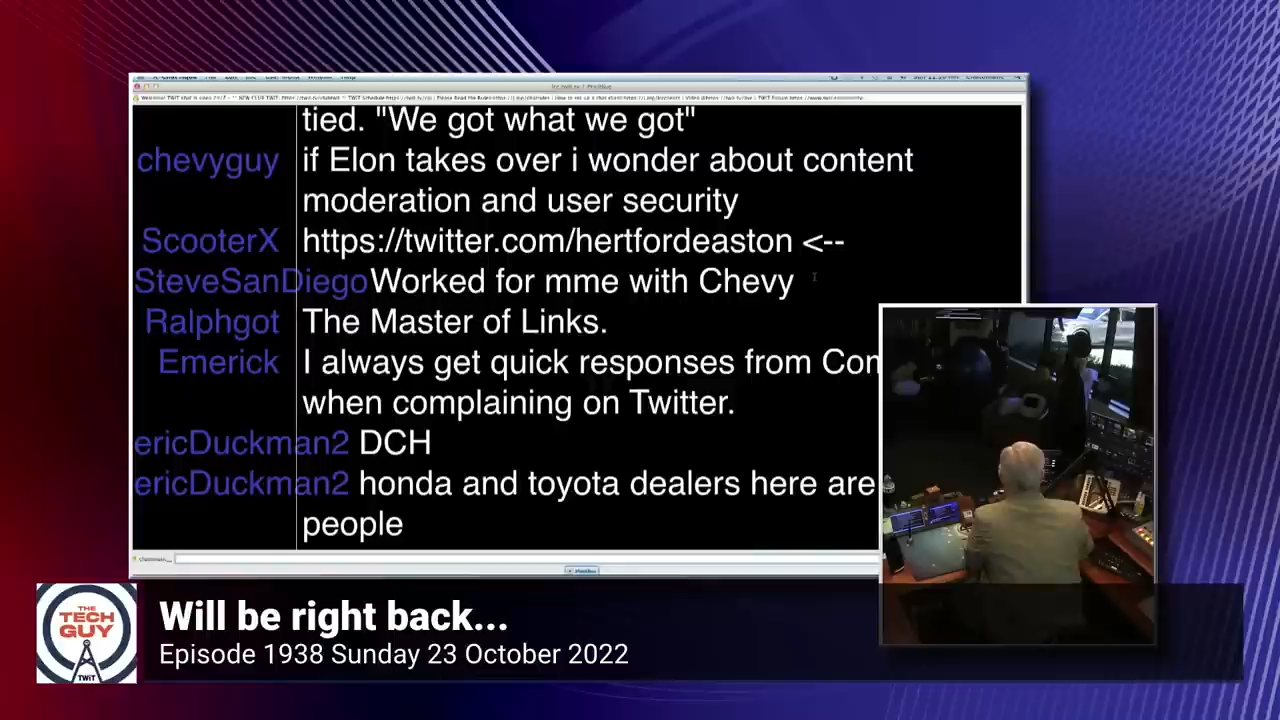 tied. "We got what we got"
chevyguy if Elon takes over i wonder about content
moderation and user security
ScooterX https://twitter.com/hertfordeaston <--
SteveSanDiego Worked for mme with Chevy
Ralphgot The Master of Links.
Emerick I always get quick responses from
when complaining on Twitter.
ericDuckman2 DCH
ericDuckman2 honda and toyota dealers here are
people
THE
TECH
GUY
TWiT
Will be right back...
Episode 1938 Sunday 23 October 2022